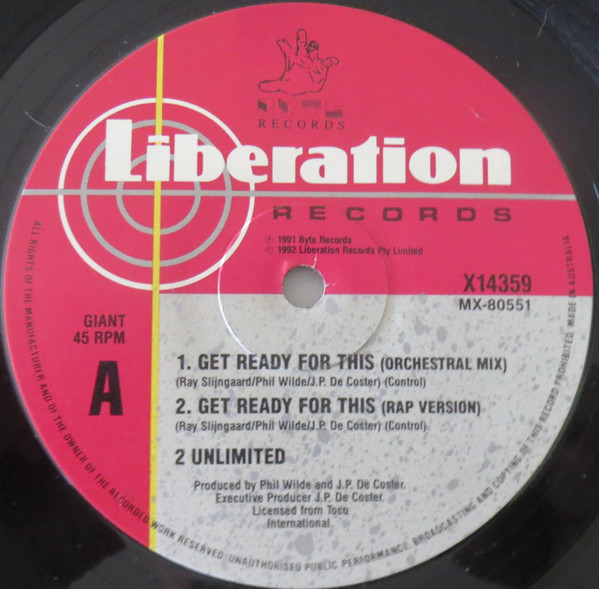 BYTE
RECORDS
Liberation
RECORDS
℗ 1991 Byte Records
© 1992 Liberation Records Pty Limited
X14359
MX-80551
GIANT
45 RPM
A
1. GET READY FOR THIS (ORCHESTRAL MIX)
(Ray Slijngaard/Phil Wilde/J.P. De Coster) (Control)
2. GET READY FOR THIS (RAP VERSION)
(Ray Slijngaard/Phil Wilde/J.P. De Coster) (Control)
2 UNLIMITED
Produced by Phil Wilde and J.P. De Coster.
Executive Producer J.P. De Coster.
Licensed from Toco
International.
ALL RIGHTS OF THE MANUFACTURER AND OF THE OWNER OF THE RECORDED WORK RESERVED. UNAUTHORISED PUBLIC PERFORMANCE, BROADCASTING AND COPYING OF THIS RECORD PROHIBITED. MADE IN AUSTRALIA.